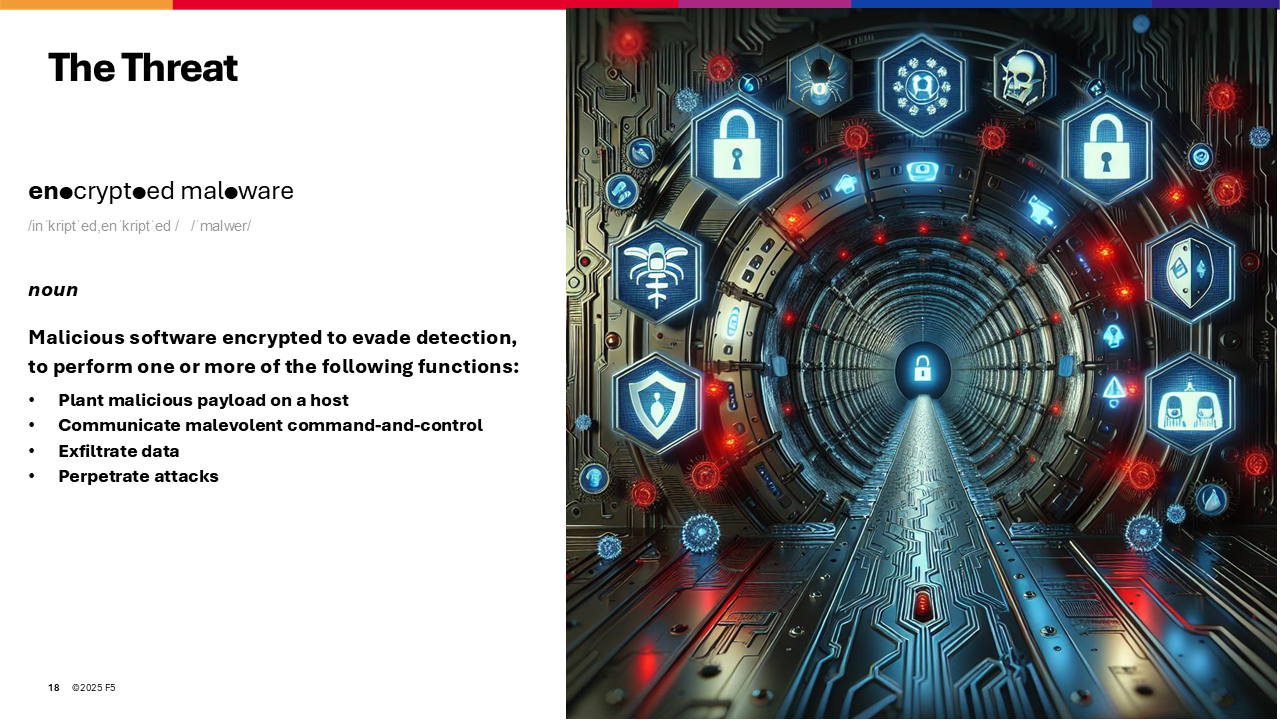 The Threat
en●crypt●ed mal●ware
/inˈkriptˈed,enˈkriptˈed / /ˈmalwer/
noun
Malicious software encrypted to evade detection,
to perform one or more of the following functions:
• Plant malicious payload on a host
• Communicate malevolent command-and-control
• Exfiltrate data
• Perpetrate attacks
18 ©2025 F5